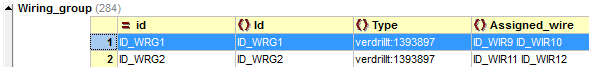 Wiring_group (284)
= id <> Id <> Type <> Assigned_wire
1 ID_WRG1 ID_WRG1 verdrillt:1393897 ID_WIR9 ID_WIR10
2 ID_WRG2 ID_WRG2 verdrillt:1393897 ID_WIR11 ID_WIR12